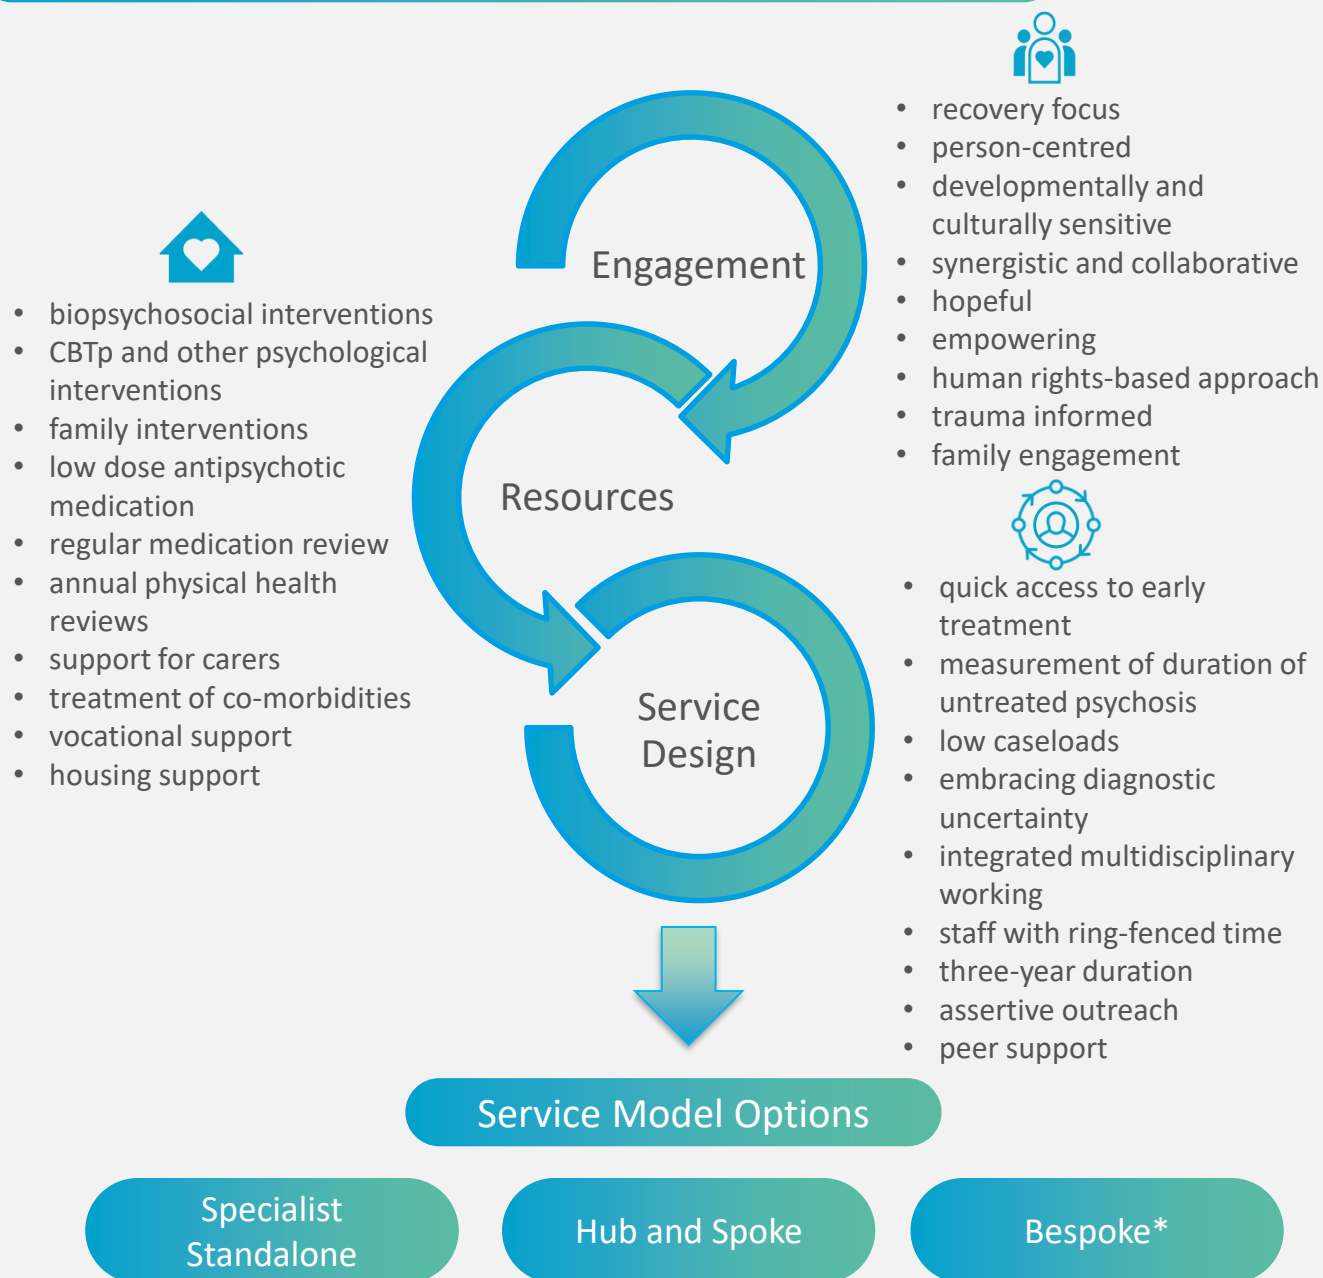 Engagement
• recovery focus
• person-centred
• developmentally and
culturally sensitive
• synergistic and collaborative
• hopeful
• empowering
• human rights-based approach
• trauma informed
• family engagement
Resources
• biopsychosocial interventions
• CBTp and other psychological
interventions
• family interventions
• low dose antipsychotic
medication
• regular medication review
• annual physical health
reviews
• support for carers
• treatment of co-morbidities
• vocational support
• housing support
Service
Design
• quick access to early
treatment
• measurement of duration of
untreated psychosis
• low caseloads
• embracing diagnostic
uncertainty
• integrated multidisciplinary
working
• staff with ring-fenced time
• three-year duration
• assertive outreach
• peer support
Service Model Options
Specialist
Standalone
Hub and Spoke
Bespoke*